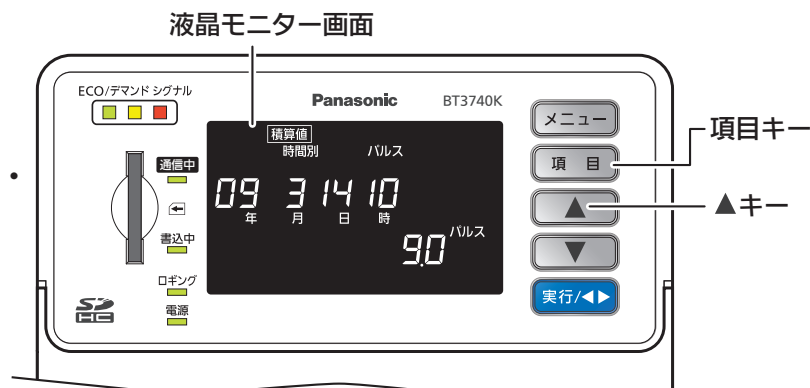 液晶モニター画面
ECO/デマンド シグナル
Panasonic BT3740K
積算値
時間別 パルス
09 3 14 10
年 月 日 時
9.0 パルス
通信中
書込中
ロギング
電源
SD
HC
メニュー
項 目
▲
▼
実行/◀▶
項目キー
▲キー